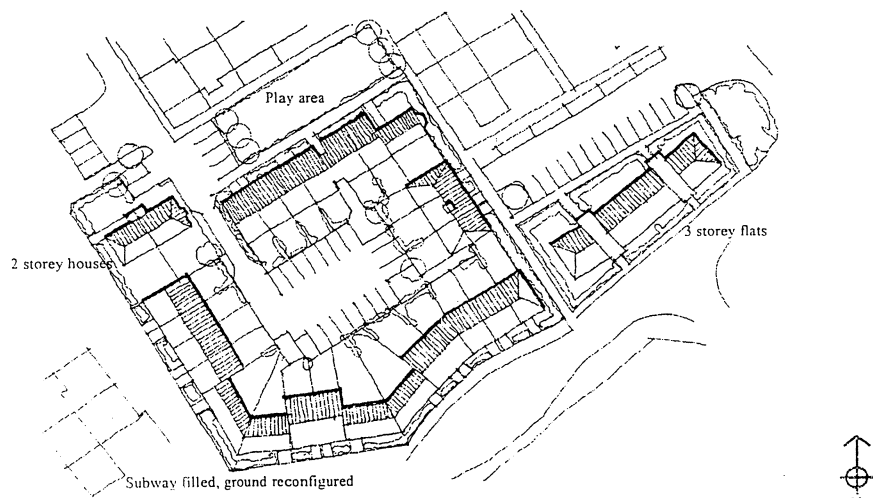 Play area
2 storey houses
3 storey flats
Subway filled, ground reconfigured